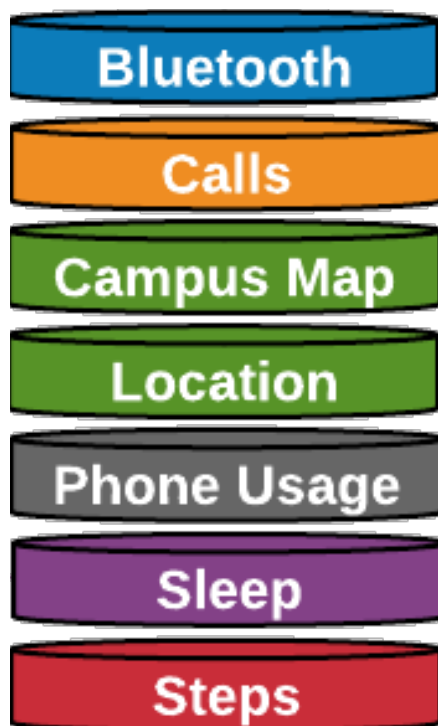 Bluetooth
Calls
Campus Map
Location
Phone Usage
Sleep
Steps